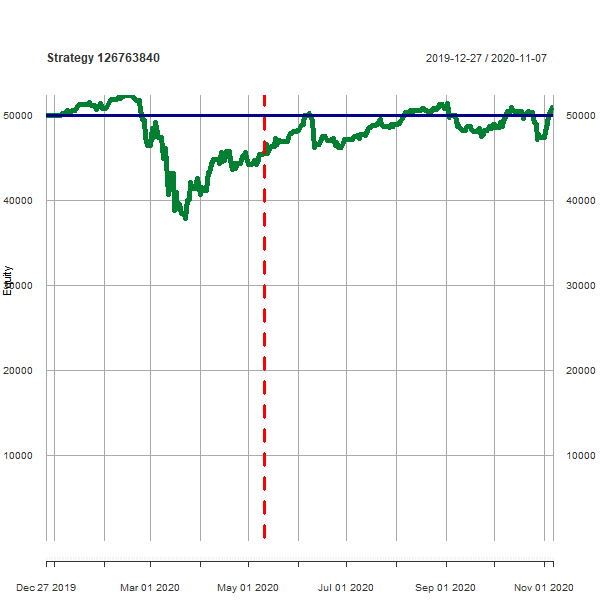 Strategy 126763840
2019-12-27 / 2020-11-07
50000
50000
40000
40000
Equity
30000
30000
20000
20000
10000
10000
Dec 27 2019
Mar 01 2020
May 01 2020
Jul 01 2020
Sep 01 2020
Nov 01 2020